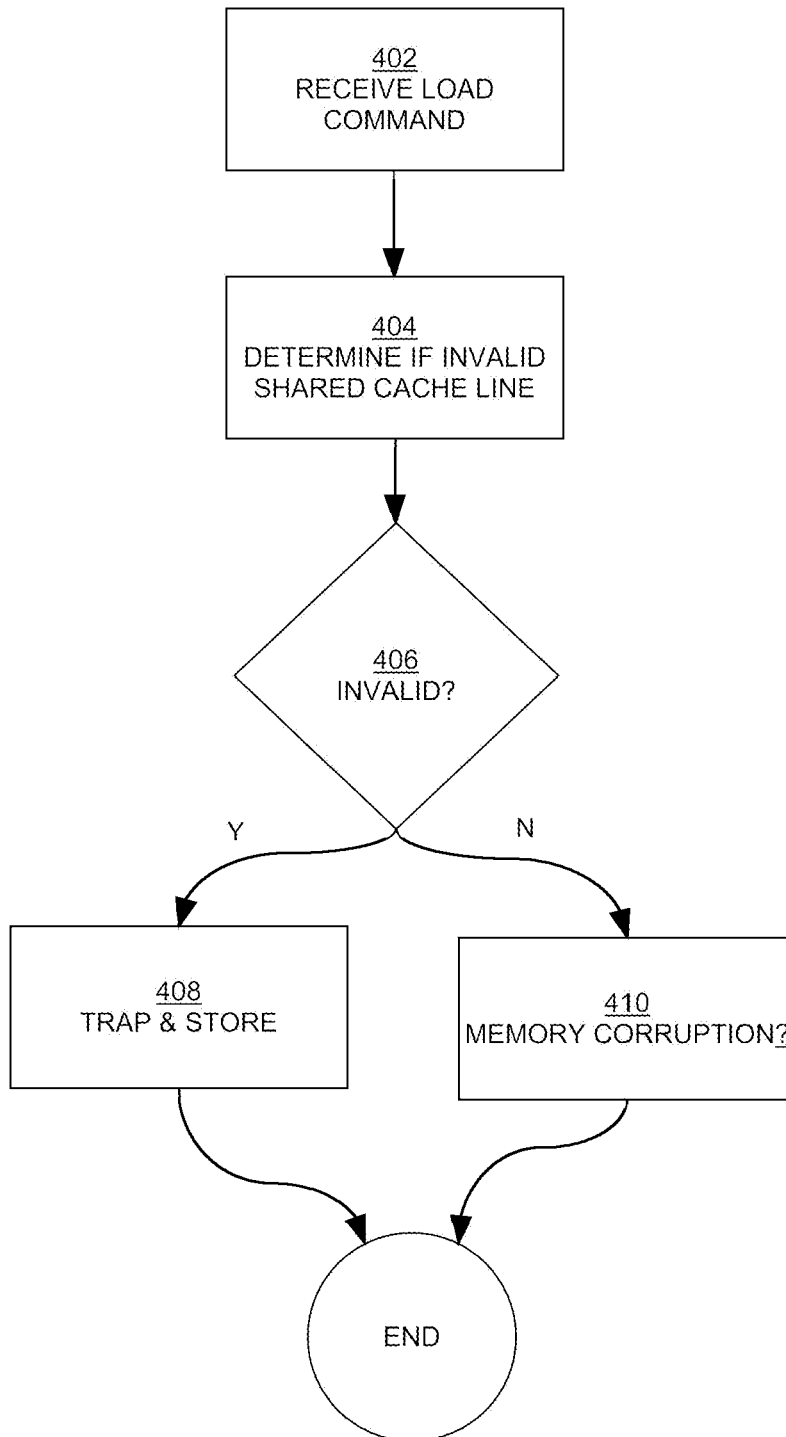 402
RECEIVE LOAD
COMMAND
404
DETERMINE IF INVALID
SHARED CACHE LINE
406
INVALID?
Y
N
408
TRAP & STORE
410
MEMORY CORRUPTION?
END